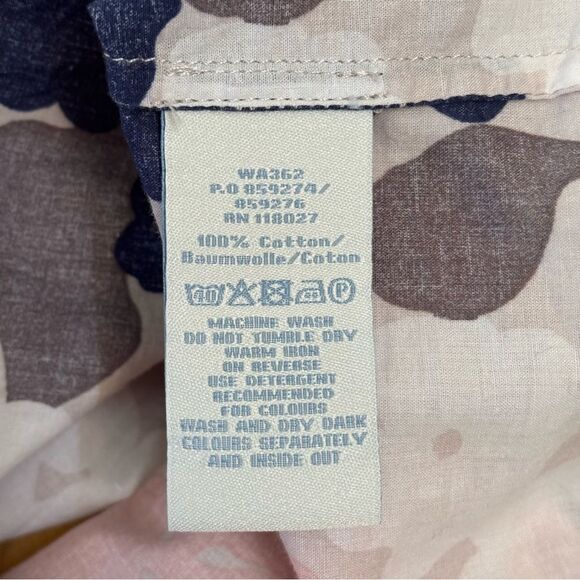 WA362
P.O 859274/
859276
RN 118027
100% Cotton/
Baumwolle/Coton
40 P
MACHINE WASH
DO NOT TUMBLE DRY
WARM IRON
ON REVERSE
USE DETERGENT
RECOMMENDED
FOR COLOURS
WASH AND DRY DARK
COLOURS SEPARATELY
AND INSIDE OUT